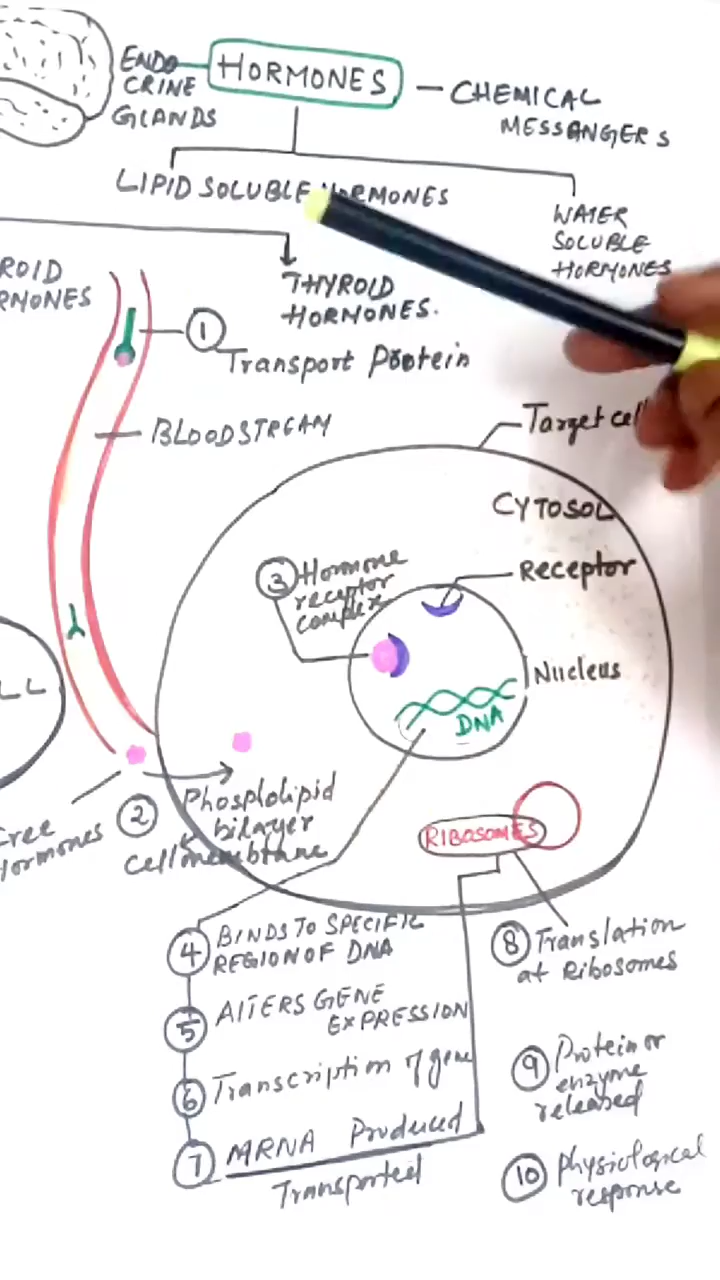 ENDO
CRINE
GLANDS
HORMONES
CHEMICAL
MESSANGERS
LIPID SOLUBLE HORMONES
WATER
SOLUBLE
HORMONES
ROID
RMONES
THYROID
HORMONES.
1
Transport Protein
BLOODSTREAM
Target cell
CYTOSOL
3 Hormone
receptor
complex
Receptor
Nucleus
DNA
LL
Free
Hormones
2
Phospholipid
bilayer
cell membrane
RIBOSOMES
4 BINDS TO SPECIFIC
REGION OF DNA
5 AlTERS GENE
EXPRESSION
6 Transcription of gene
7 MRNA Produced
Transported
8 Translation
at Ribosomes
9 Protein or
enzyme
released
10 Physiological
response